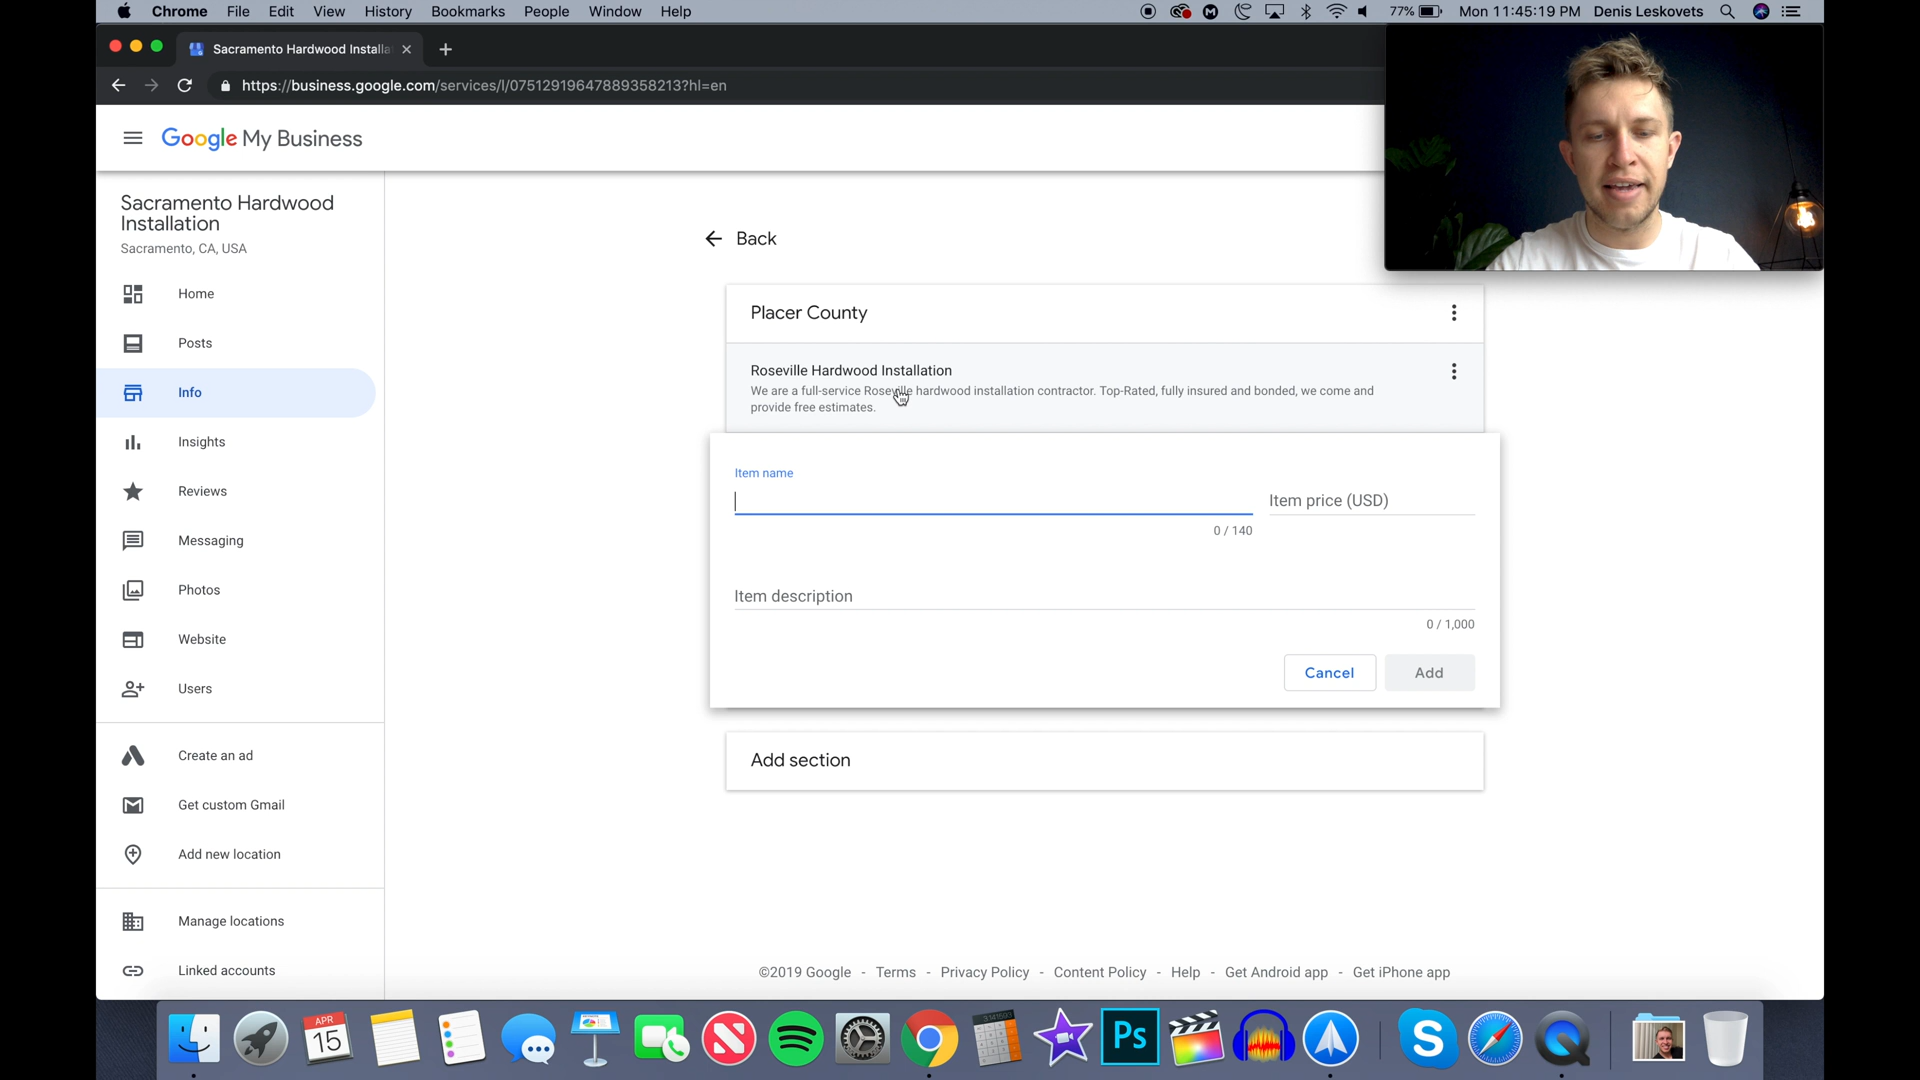 Chrome File Edit View History Bookmarks People Window Help 77% Mon 11:45:19 PM Denis Leskovets
Sacramento Hardwood Installa
https://business.google.com/services/l/07512919647889358213?hl=en
Google My Business
Sacramento Hardwood
Installation
Sacramento, CA, USA
Home
Posts
Info
Insights
Reviews
Messaging
Photos
Website
Users
Create an ad
Get custom Gmail
Add new location
Manage locations
Linked accounts
Back
Placer County
Roseville Hardwood Installation
We are a full-service Roseville hardwood installation contractor. Top-Rated, fully insured and bonded, we come and
provide free estimates.
Item name
Item price (USD)
0 / 140
Item description
0 / 1,000
Cancel Add
Add section
©2019 Google - Terms - Privacy Policy - Content Policy - Help - Get Android app - Get iPhone app
APR
15
3.141593
Ps
S